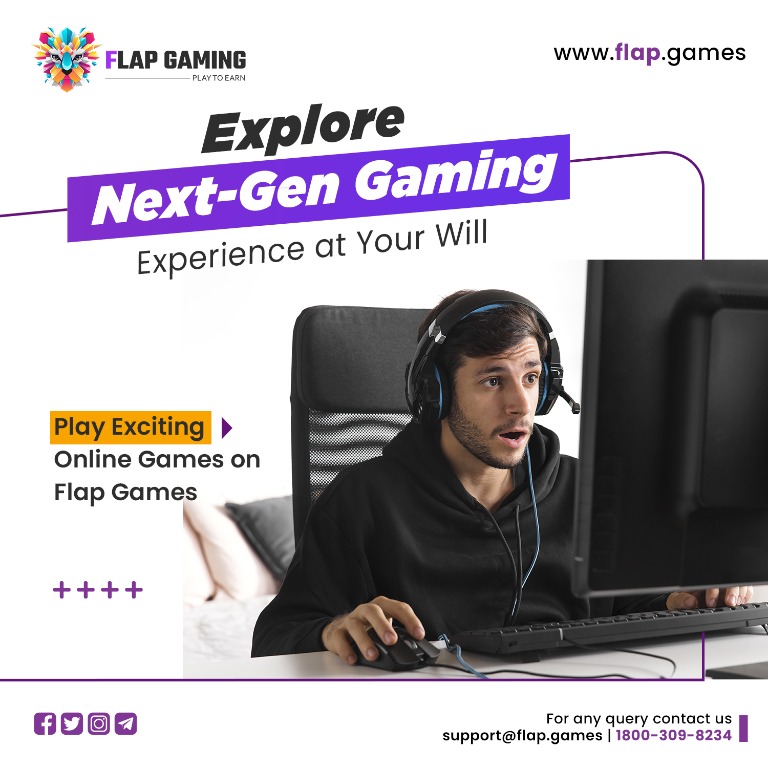 FLAP GAMING
PLAY TO EARN
www.flap.games
Explore
Next-Gen Gaming
Experience at Your Will
Play Exciting
Online Games on
Flap Games
For any query contact us
support@flap.games | 1800-309-8234